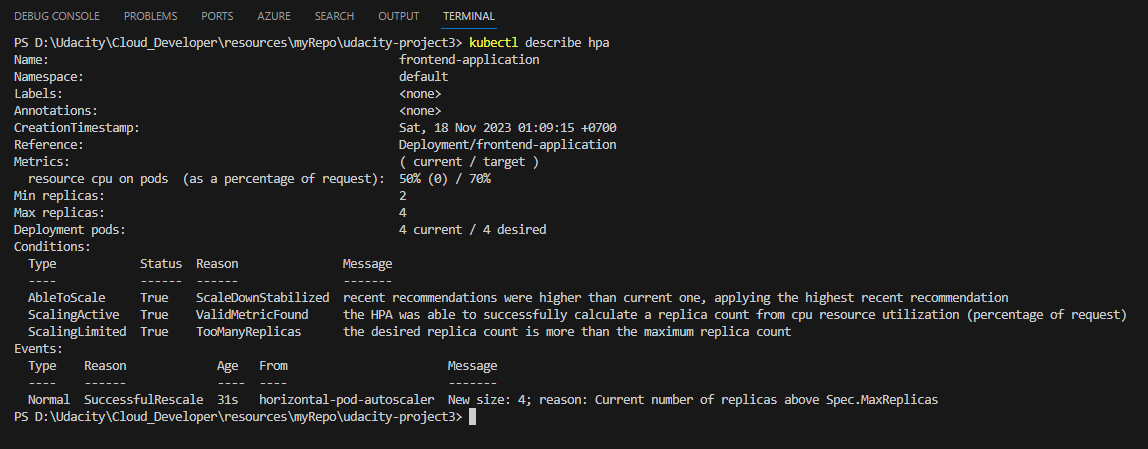 DEBUG CONSOLE PROBLEMS PORTS AZURE SEARCH OUTPUT TERMINAL
PS D:\Udacity\Cloud_Developer\resources\myRepo\udacity-project3> kubectl describe hpa
Name: frontend-application
Namespace: default
Labels: <none>
Annotations: <none>
CreationTimestamp: Sat, 18 Nov 2023 01:09:15 +0700
Reference: Deployment/frontend-application
Metrics: ( current / target )
resource cpu on pods (as a percentage of request): 50% (0) / 70%
Min replicas: 2
Max replicas: 4
Deployment pods: 4 current / 4 desired
Conditions:
Type Status Reason Message
---- ------ ------ -------
AbleToScale True ScaleDownStabilized recent recommendations were higher than current one, applying the highest recent recommendation
ScalingActive True ValidMetricFound the HPA was able to successfully calculate a replica count from cpu resource utilization (percentage of request)
ScalingLimited True TooManyReplicas the desired replica count is more than the maximum replica count
Events:
Type Reason Age From Message
---- ------ ---- ---- -------
Normal SuccessfulRescale 31s horizontal-pod-autoscaler New size: 4; reason: Current number of replicas above Spec.MaxReplicas
PS D:\Udacity\Cloud_Developer\resources\myRepo\udacity-project3>